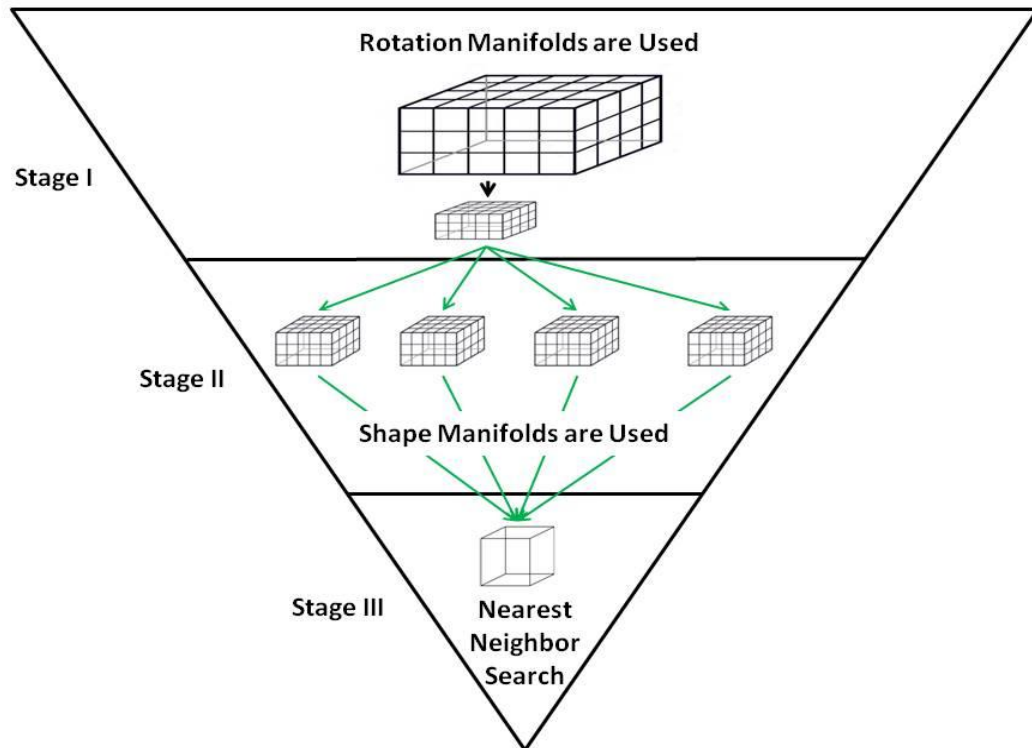 Rotation Manifolds are Used
Stage I
Stage II
Shape Manifolds are Used
Stage III
Nearest
Neighbor
Search